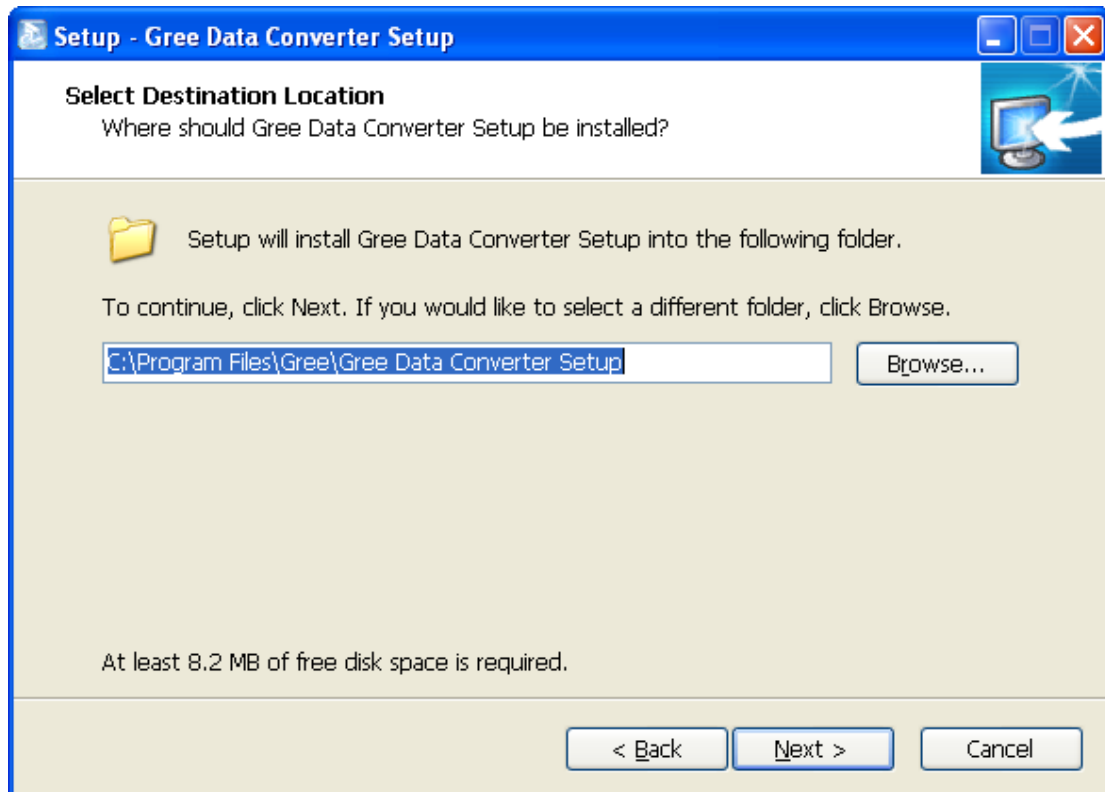 Setup - Gree Data Converter Setup
Select Destination Location
Where should Gree Data Converter Setup be installed?
Setup will install Gree Data Converter Setup into the following folder.
To continue, click Next. If you would like to select a different folder, click Browse.
C:\Program Files\Gree\Gree Data Converter Setup
Browse...
At least 8.2 MB of free disk space is required.
< Back
Next >
Cancel